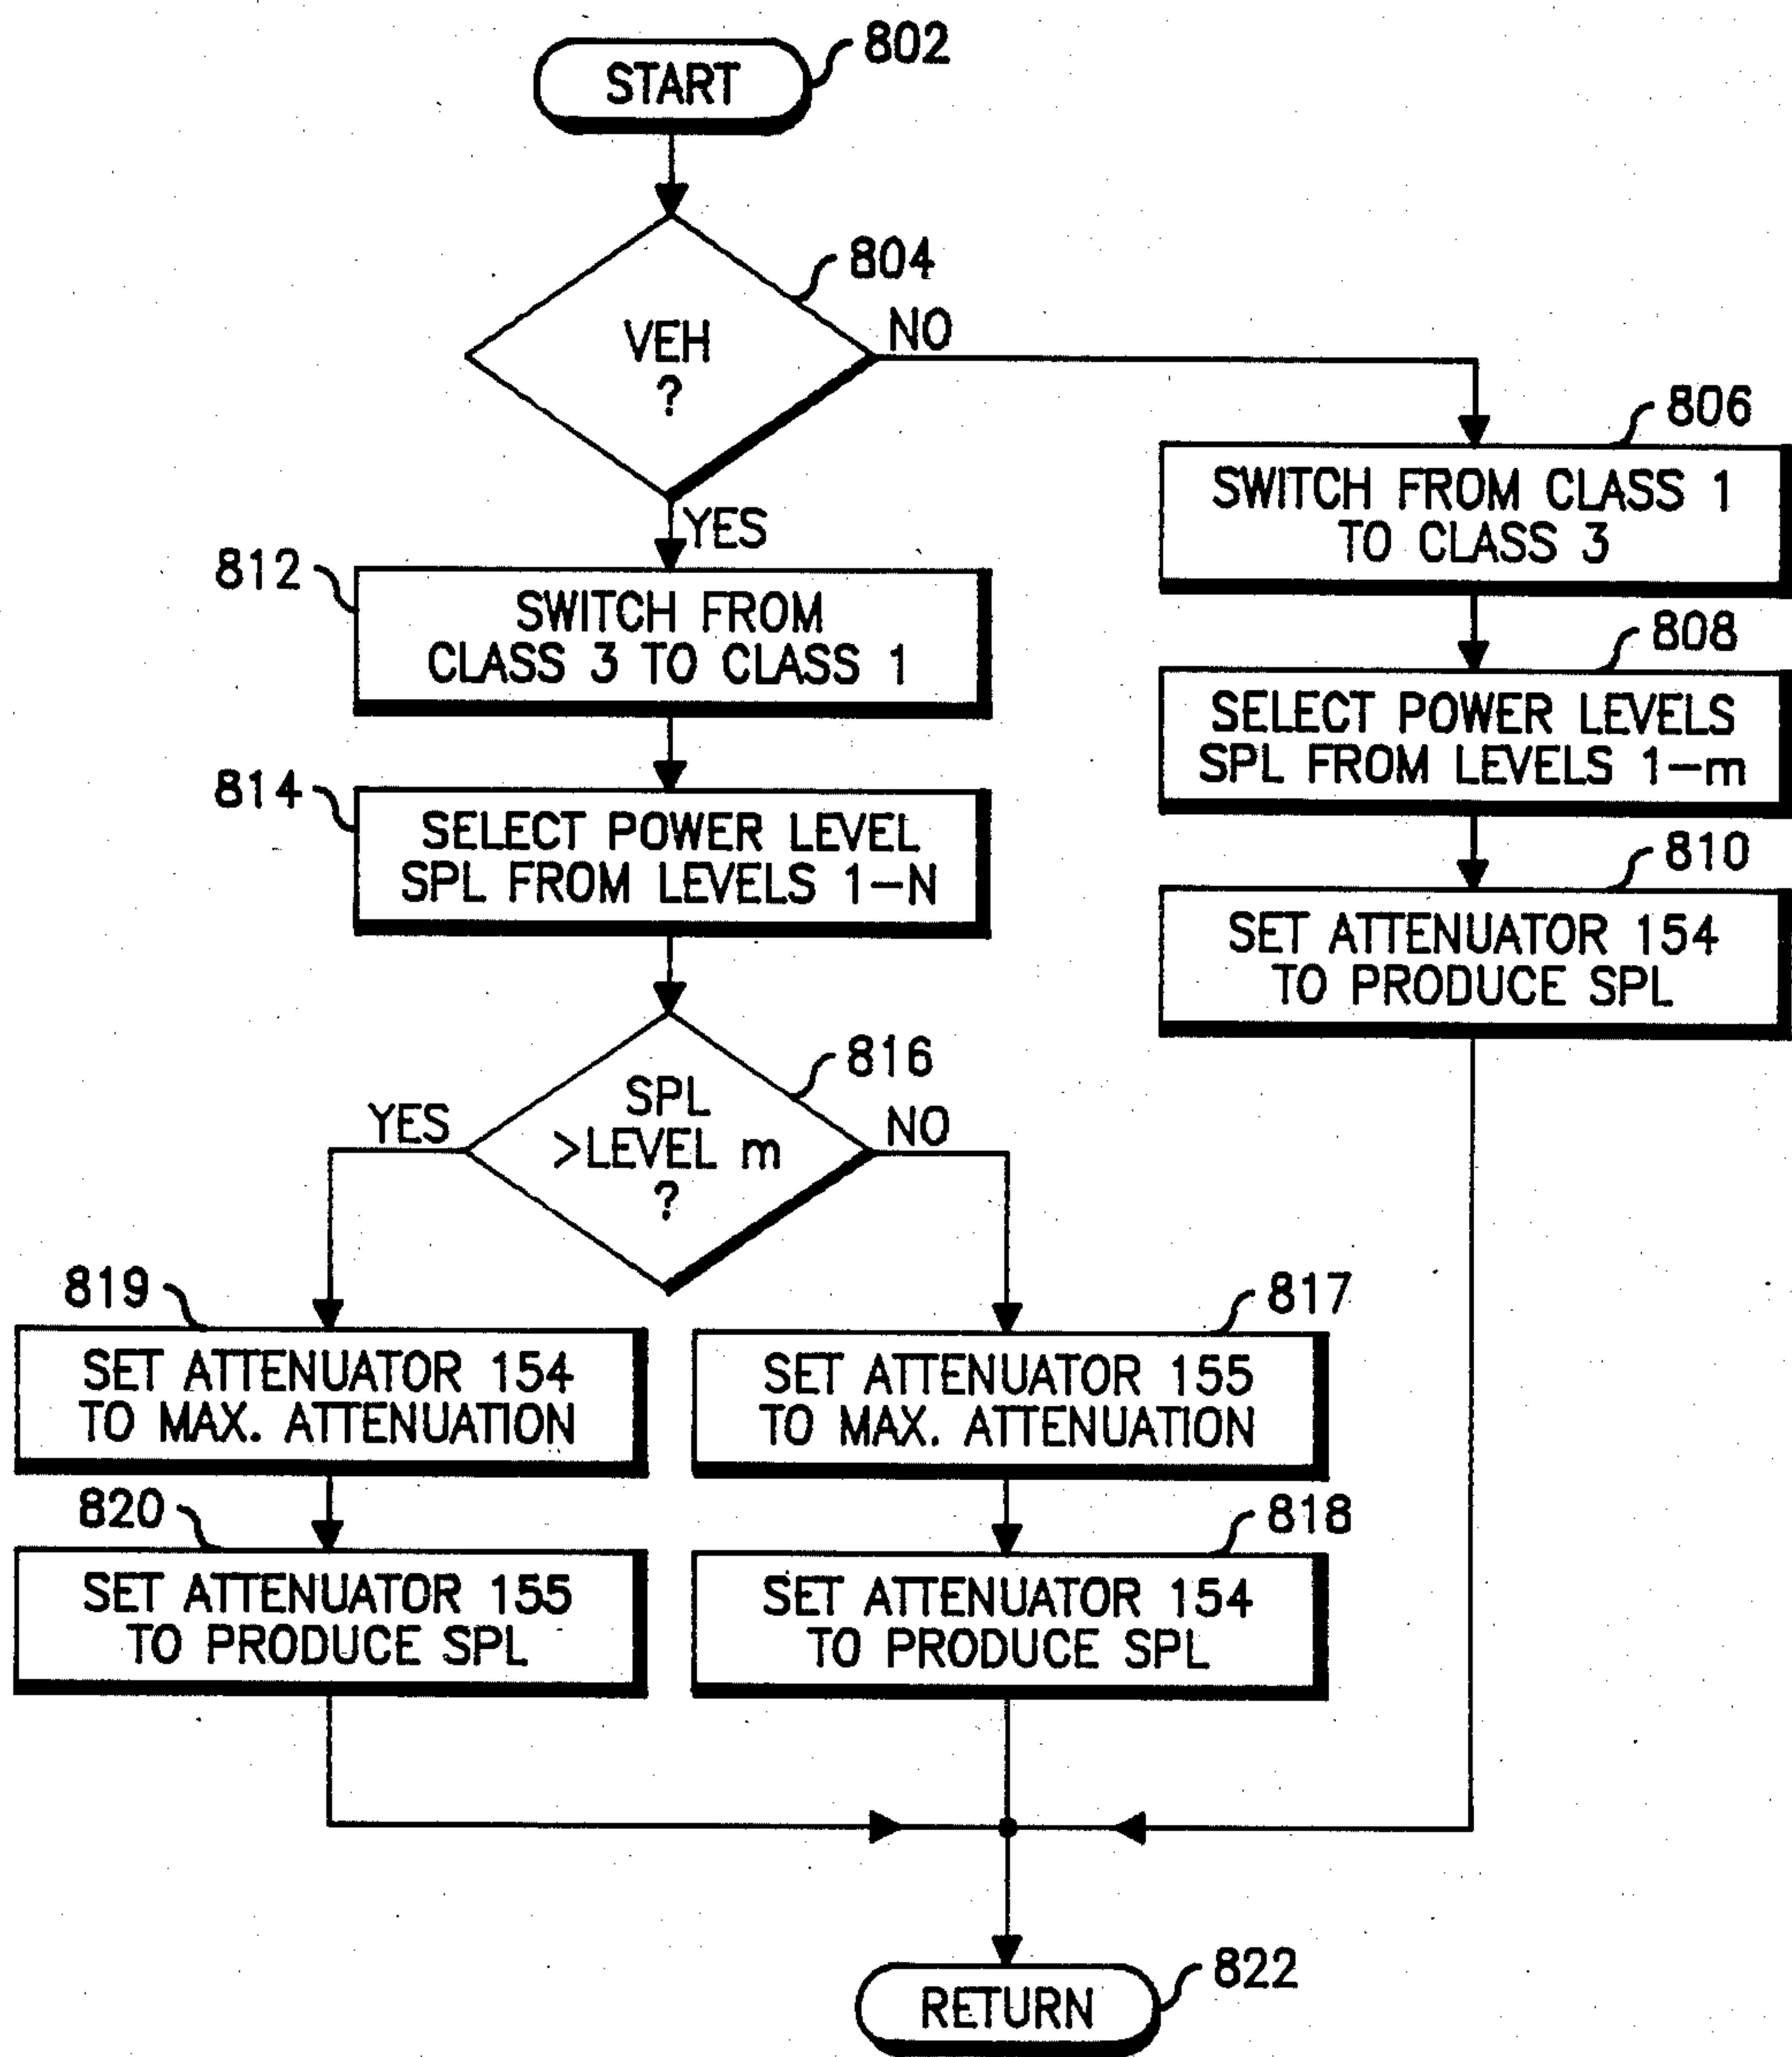 START
802
804
VEH
?
NO
YES
806
SWITCH FROM CLASS 1
TO CLASS 3
812
SWITCH FROM
CLASS 3 TO CLASS 1
808
SELECT POWER LEVELS
SPL FROM LEVELS 1-m
814
SELECT POWER LEVEL
SPL FROM LEVELS 1-N
810
SET ATTENUATOR 154
TO PRODUCE SPL
816
SPL
>LEVEL m
?
YES
NO
819
SET ATTENUATOR 154
TO MAX. ATTENUATION
817
SET ATTENUATOR 155
TO MAX. ATTENUATION
820
SET ATTENUATOR 155
TO PRODUCE SPL
818
SET ATTENUATOR 154
TO PRODUCE SPL
RETURN
822